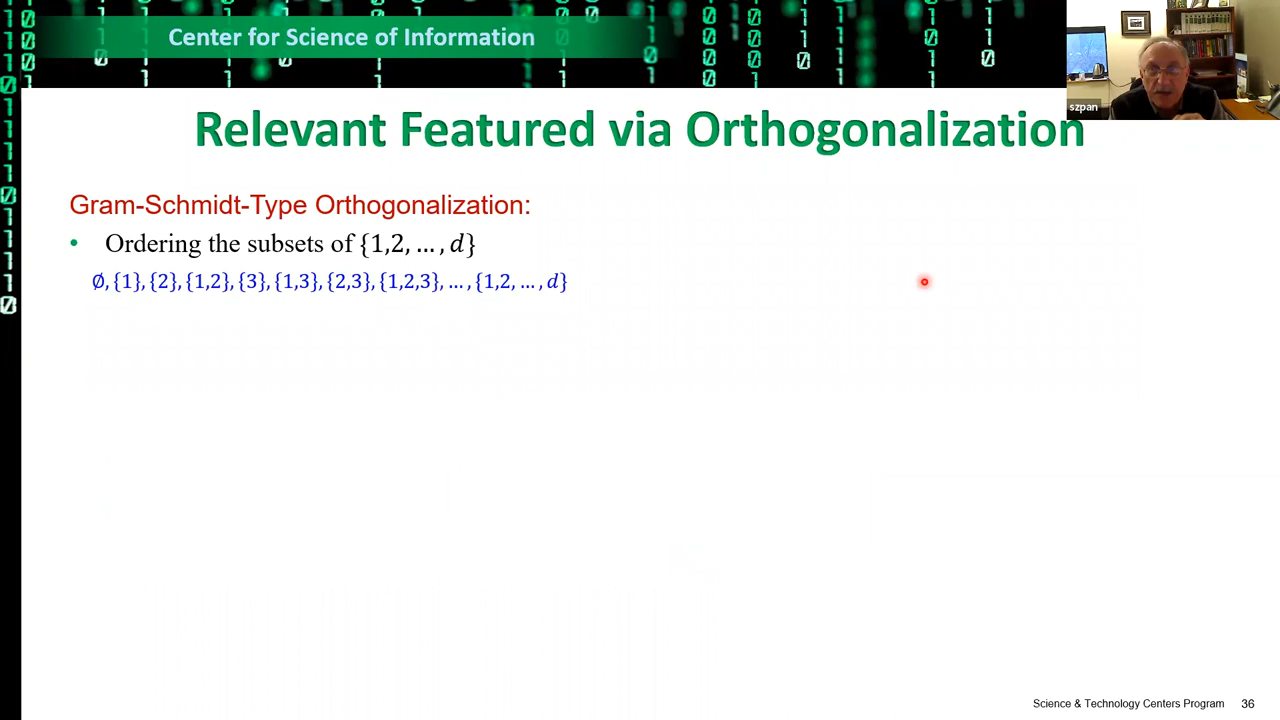 Center for Science of Information
szpan
Relevant Featured via Orthogonalization
Gram-Schmidt-Type Orthogonalization:
• Ordering the subsets of {1,2, … , d}
∅, {1}, {2}, {1,2}, {3}, {1,3}, {2,3}, {1,2,3}, … , {1,2, … , d}
Science & Technology Centers Program 36